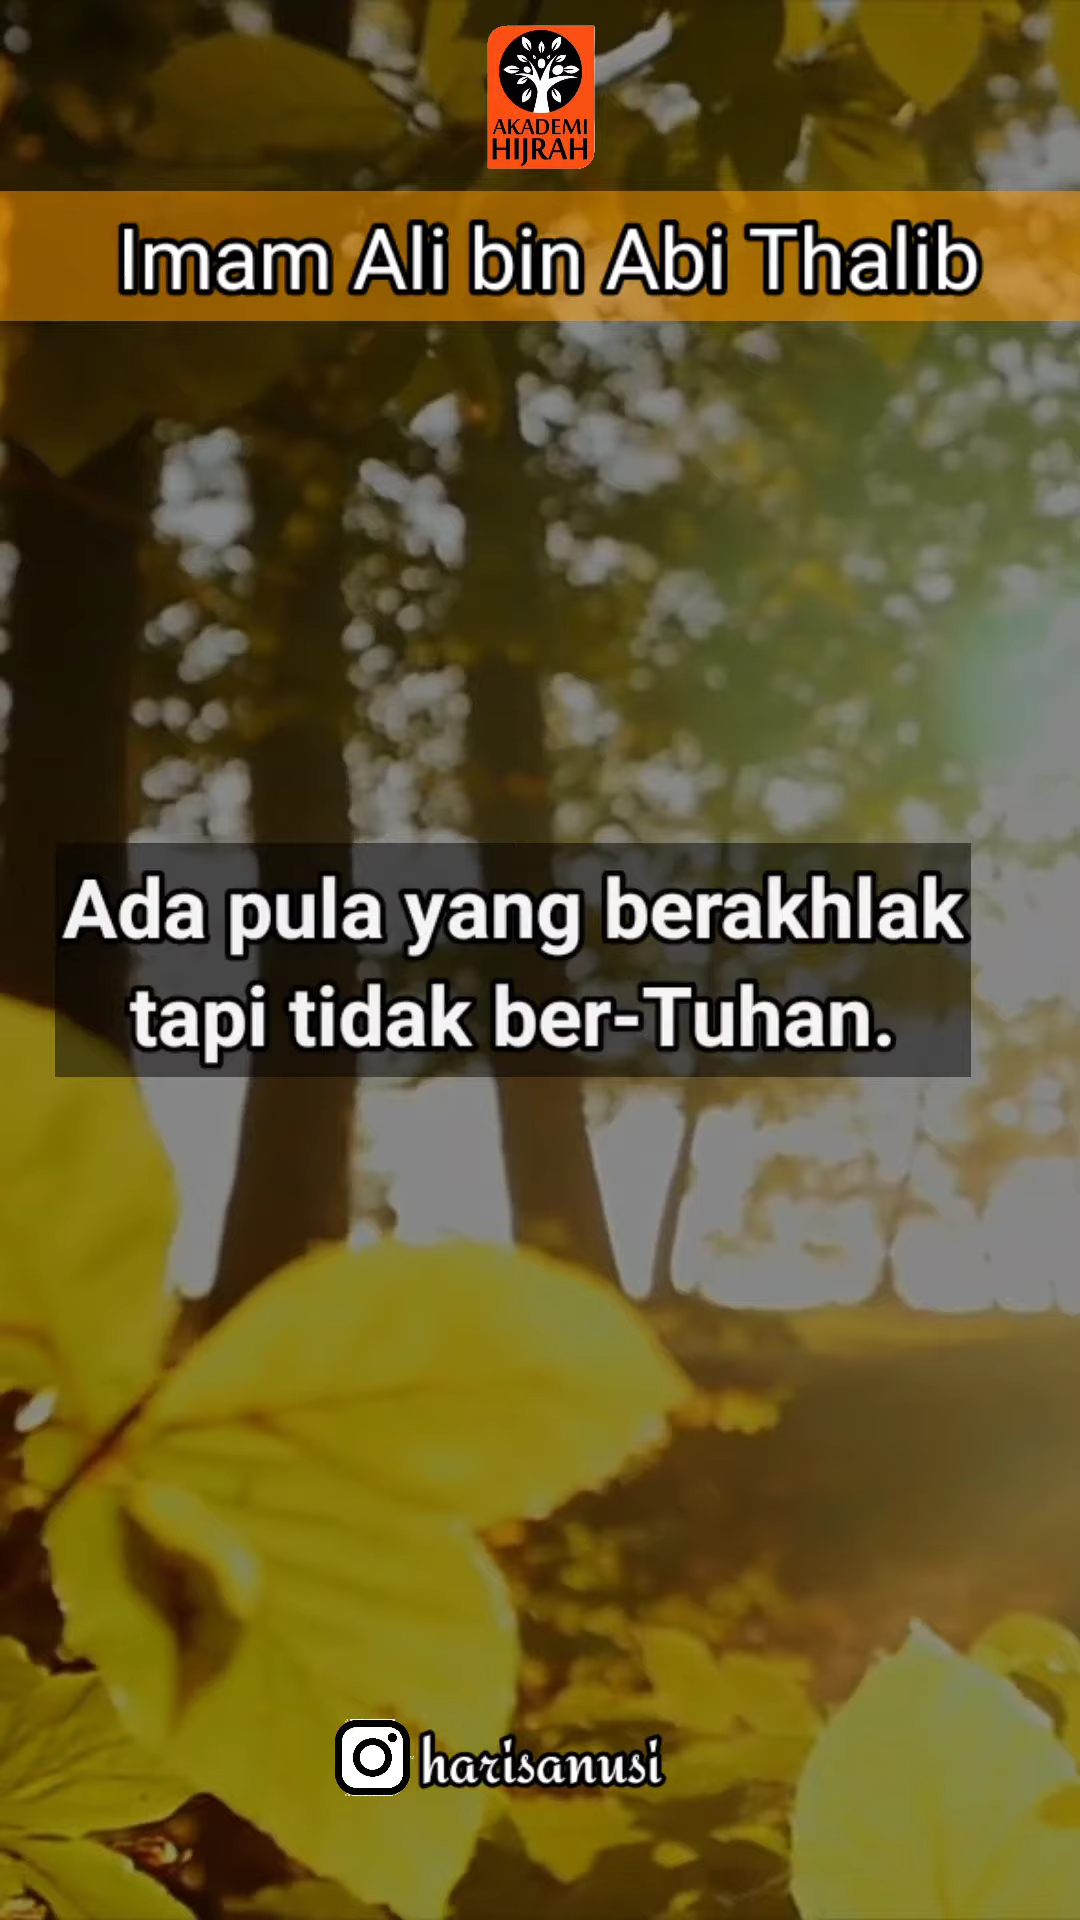 AKADEMI
HIJRAH
Imam Ali bin Abi Thalib
Ada pula yang berakhlak
tapi tidak ber-Tuhan.
harisanusi